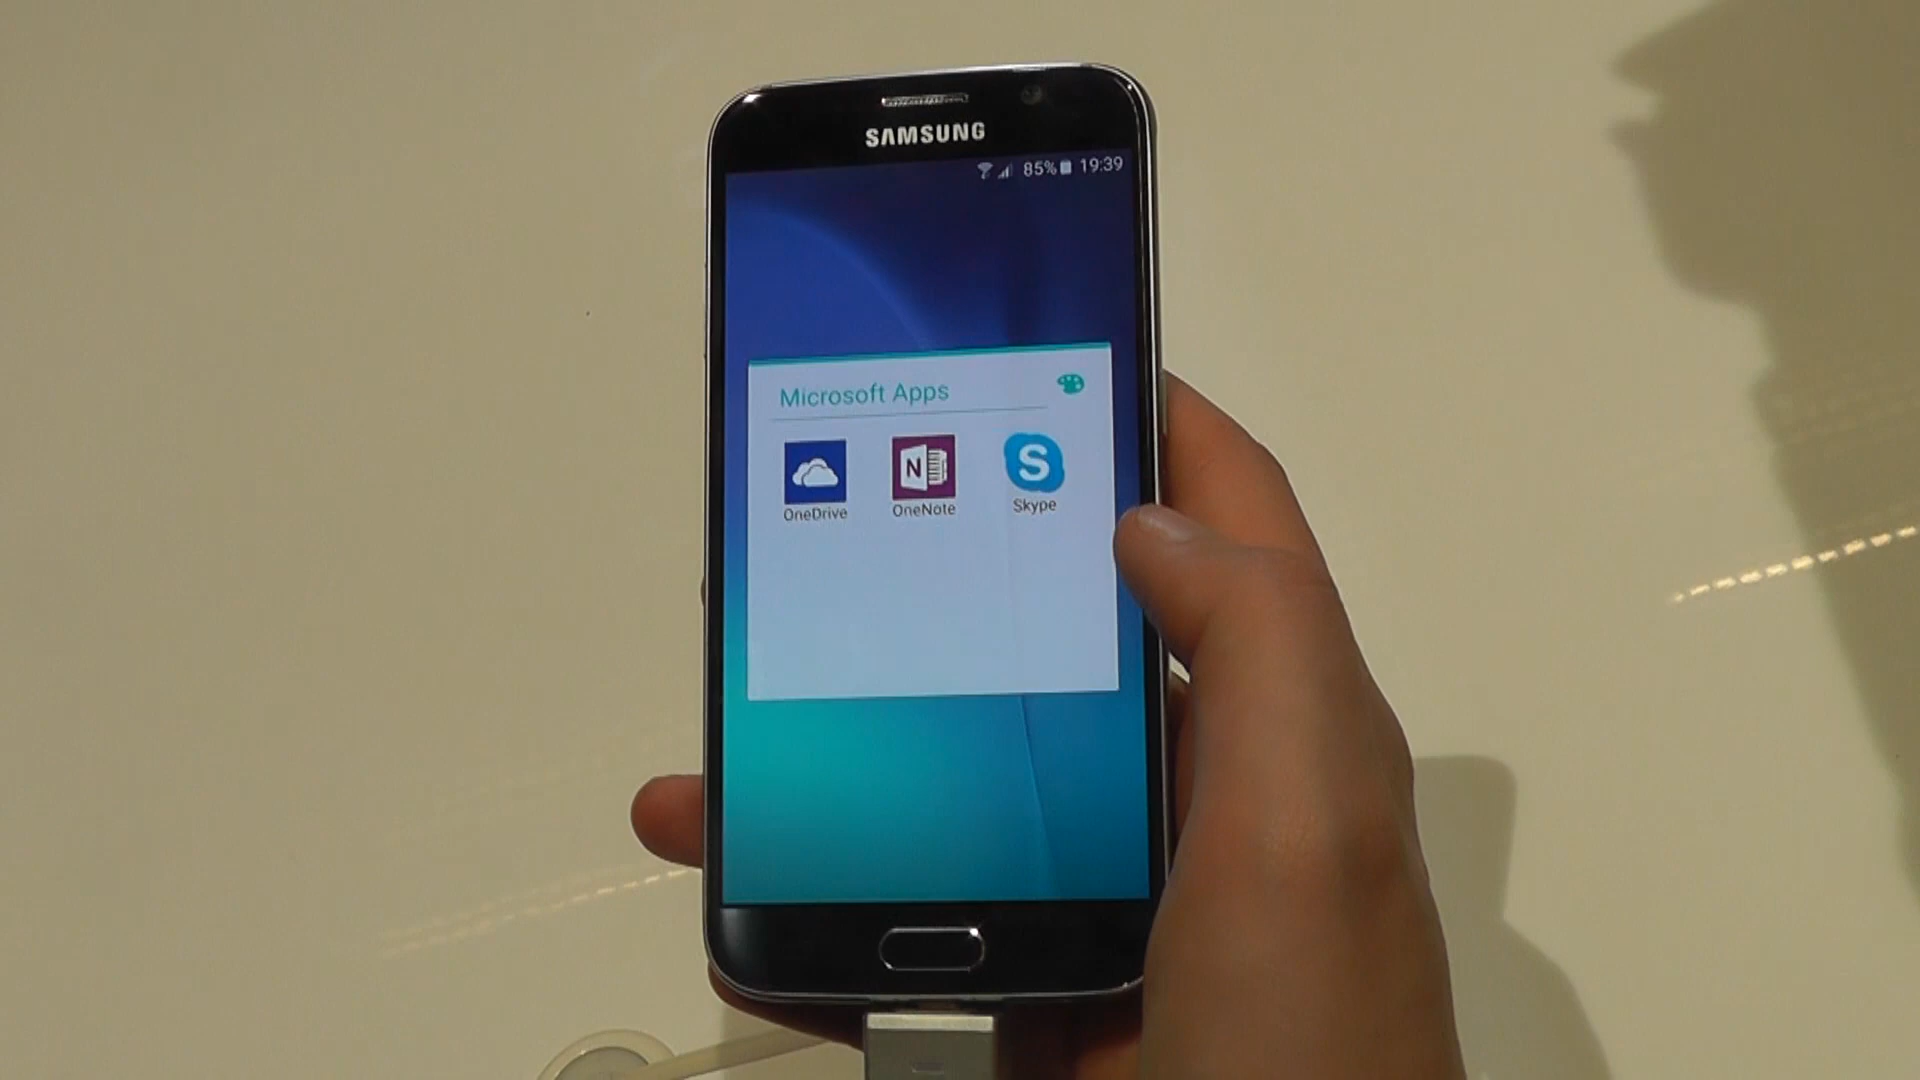 SAMSUNG
85% 19:39
Microsoft Apps
N S
OneDrive OneNote Skype